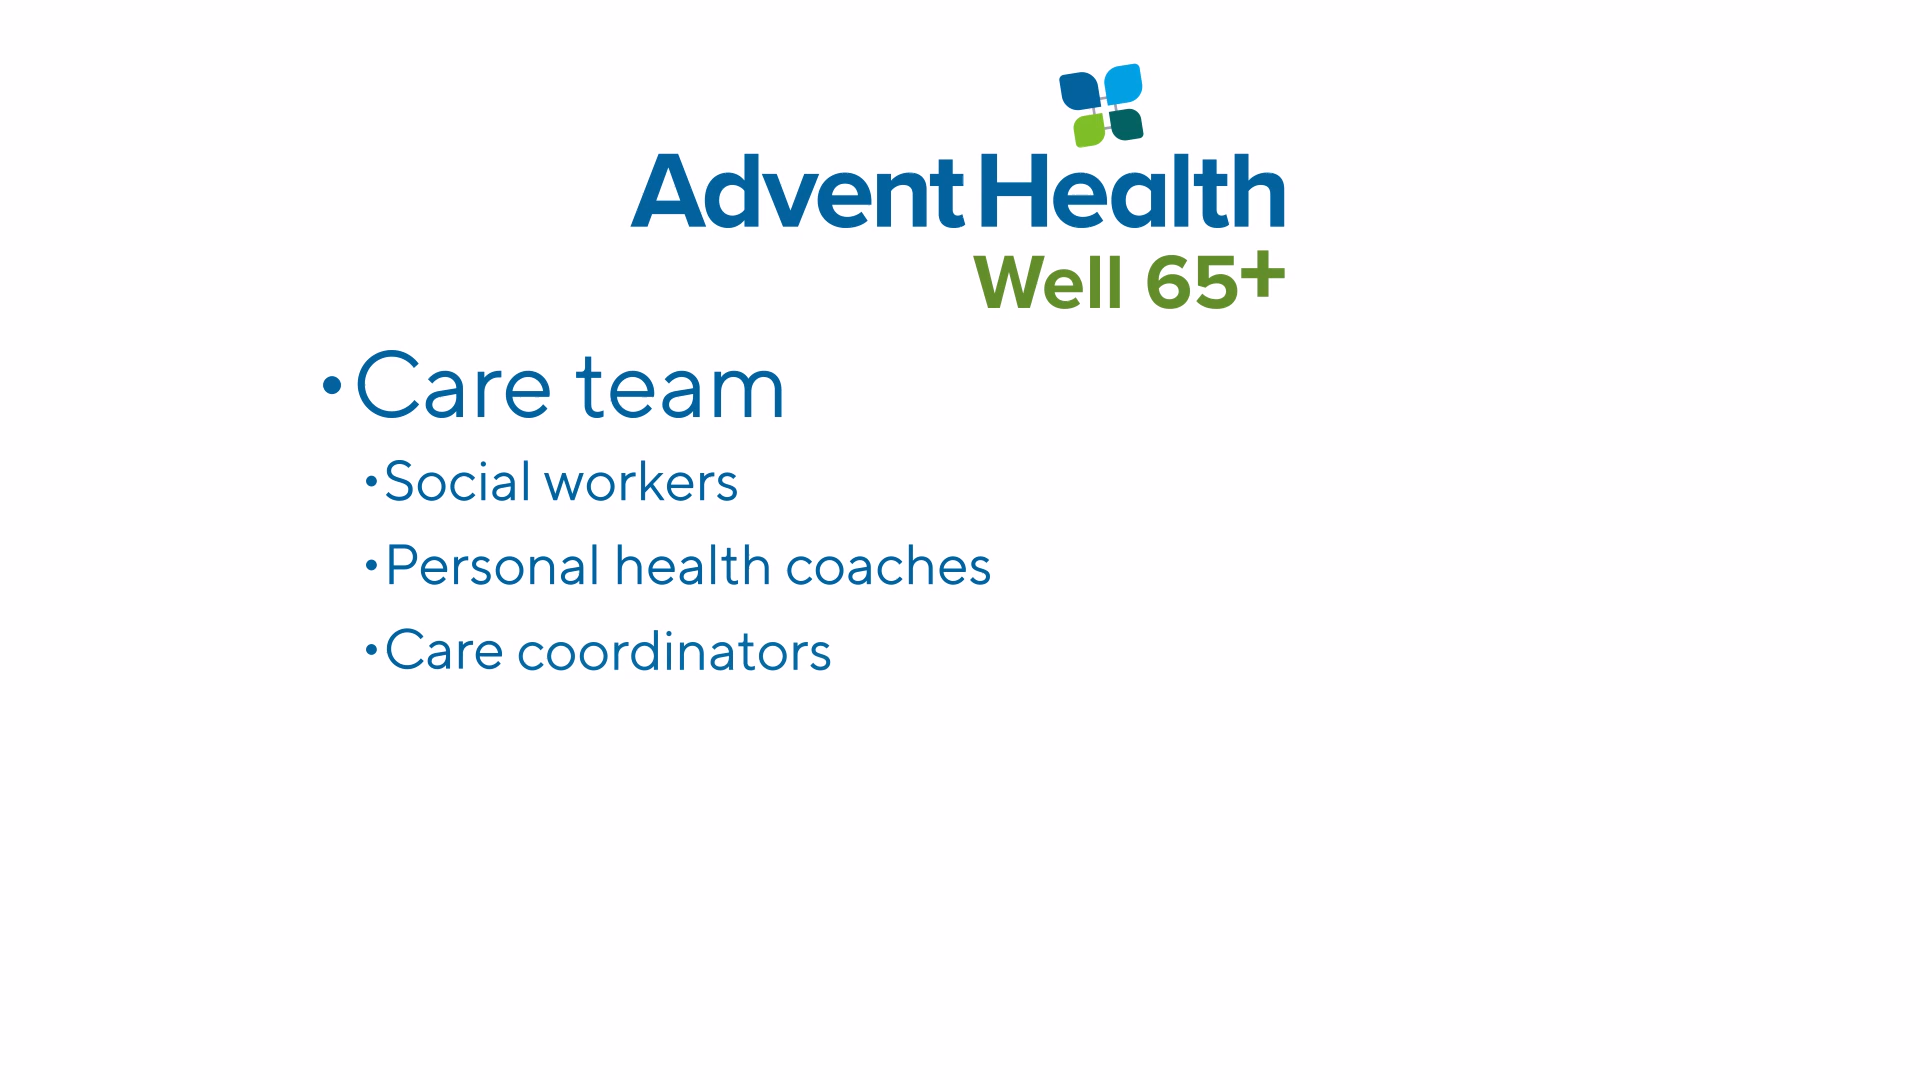 AdventHealth
Well 65+
•Care team
•Social workers
•Personal health coaches
•Care coordinators